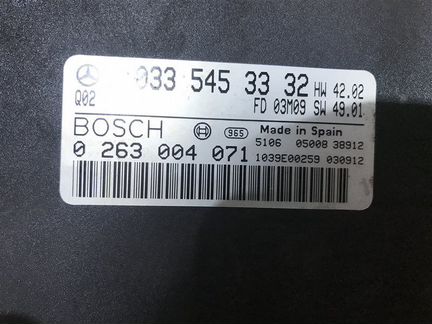 033 545 33 32 HW 42.02
Q02 FD 03M09 SW 49.01
BOSCH 965 Made in Spain
5106 05008 38912
0 263 004 071 1039E00259 030912